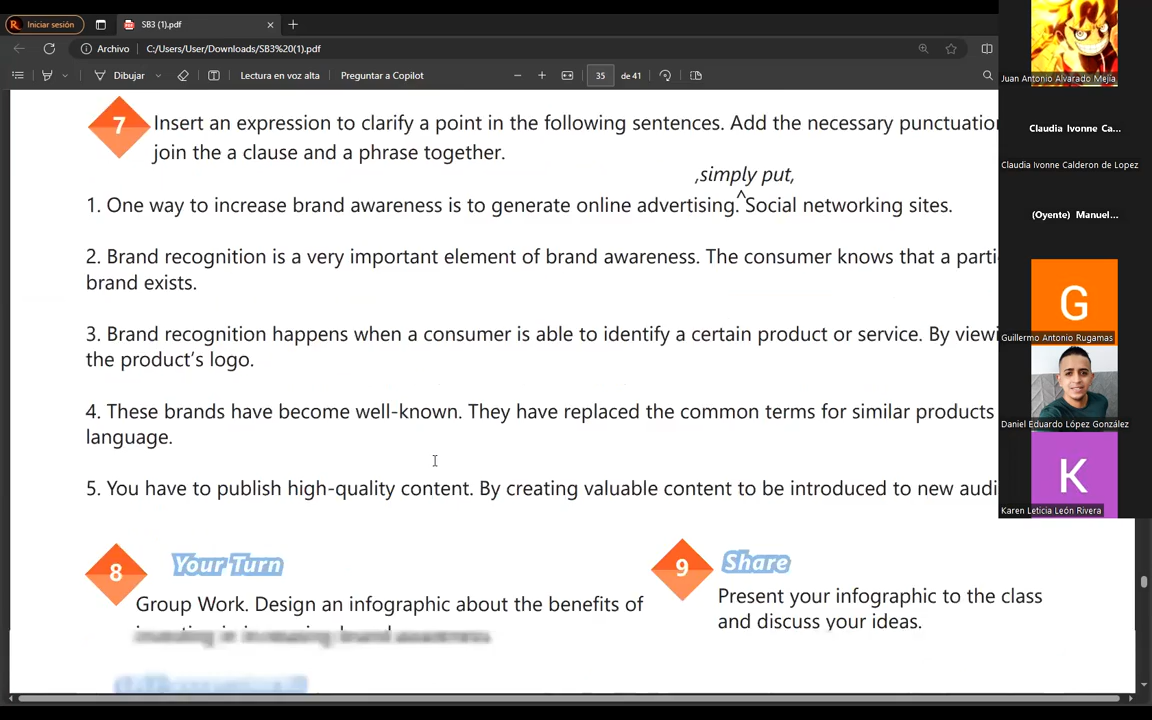 Iniciar sesión
SB3 (1).pdf
Archivo
C:/Users/User/Downloads/SB3%20(1).pdf
Dibujar
Lectura en voz alta
Preguntar a Copilot
35
de 41
7
Insert an expression to clarify a point in the following sentences. Add the necessary punctuation
join the a clause and a phrase together.
,simply put,
1. One way to increase brand awareness is to generate online advertising.^Social networking sites.
2. Brand recognition is a very important element of brand awareness. The consumer knows that a parti
brand exists.
3. Brand recognition happens when a consumer is able to identify a certain product or service. By viewi
the product's logo.
4. These brands have become well-known. They have replaced the common terms for similar products
language.
5. You have to publish high-quality content. By creating valuable content to be introduced to new audi
8
Your Turn
Group Work. Design an infographic about the benefits of
investing in increasing brand awareness.
9
Share
Present your infographic to the class
and discuss your ideas.
Juan Antonio Alvarado Mejía
Claudia Ivonne Ca...
Claudia Ivonne Calderon de Lopez
(Oyente) Manuel...
G
Guillermo Antonio Rugamas
Daniel Eduardo López González
K
Karen Leticia León Rivera